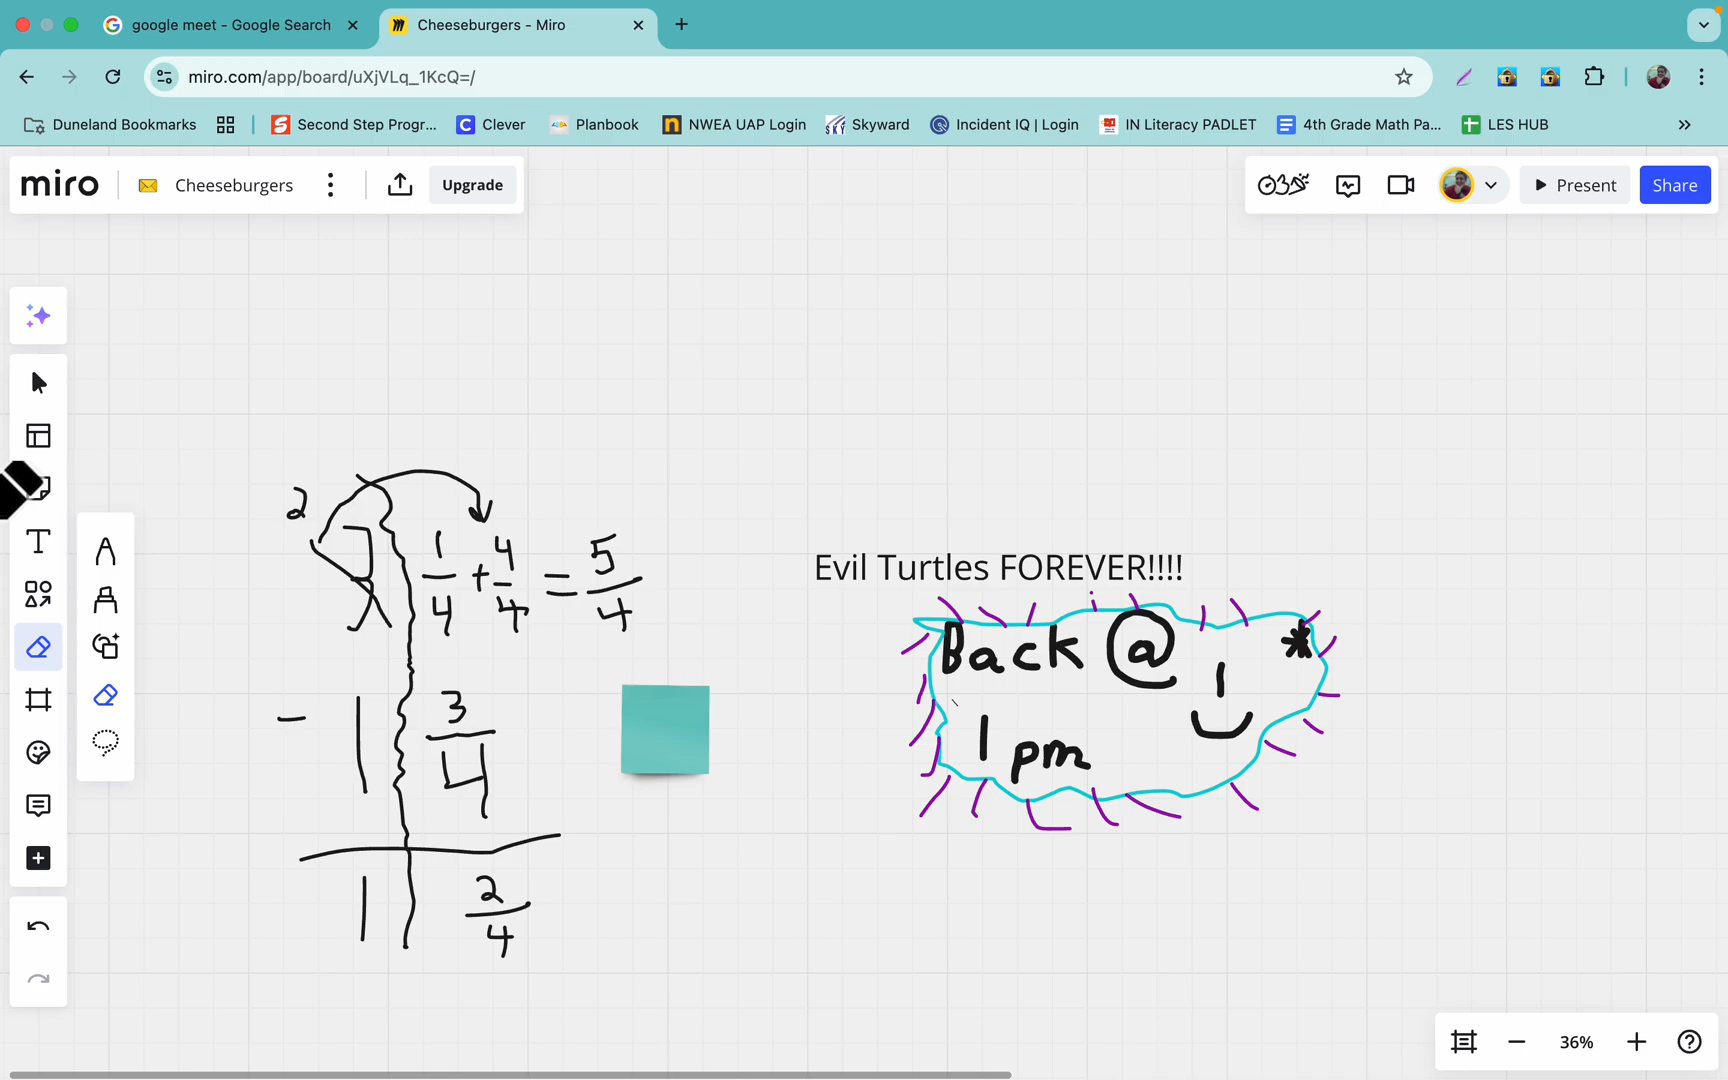 google meet - Google Search
Cheeseburgers - Miro
miro.com/app/board/uXjVLq_1KcQ=/
Duneland Bookmarks
Second Step Progr...
Clever
Planbook
NWEA UAP Login
Skyward
Incident IQ | Login
IN Literacy PADLET
4th Grade Math Pa...
LES HUB
miro
Cheeseburgers
Upgrade
Present
Share
2
3 1/4 + 4/4 = 5/4
- 1 3/4
1 2/4
Evil Turtles FOREVER!!!!
Back @ *
1 pm
36%